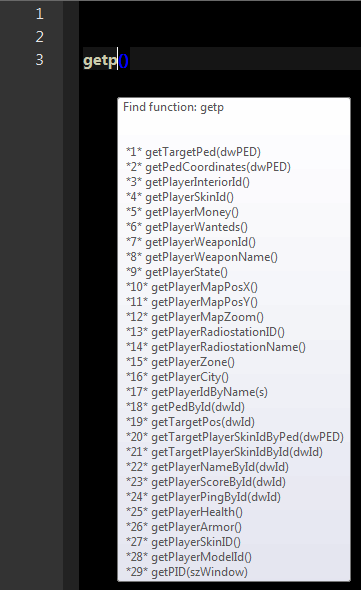 1
2
3 getp()
Find function: getp
*1* getTargetPed(dwPED)
*2* getPedCoordinates(dwPED)
*3* getPlayerInteriorId()
*4* getPlayerSkinId()
*5* getPlayerMoney()
*6* getPlayerWanteds()
*7* getPlayerWeaponId()
*8* getPlayerWeaponName()
*9* getPlayerState()
*10* getPlayerMapPosX()
*11* getPlayerMapPosY()
*12* getPlayerMapZoom()
*13* getPlayerRadiostationID()
*14* getPlayerRadiostationName()
*15* getPlayerZone()
*16* getPlayerCity()
*17* getPlayerIdByName(s)
*18* getPedById(dwId)
*19* getTargetPos(dwId)
*20* getTargetPlayerSkinIdByPed(dwPED)
*21* getTargetPlayerSkinIdById(dwId)
*22* getPlayerNameById(dwId)
*23* getPlayerScoreById(dwId)
*24* getPlayerPingById(dwId)
*25* getPlayerHealth()
*26* getPlayerArmor()
*27* getPlayerSkinID()
*28* getPlayerModelId()
*29* getPID(szWindow)